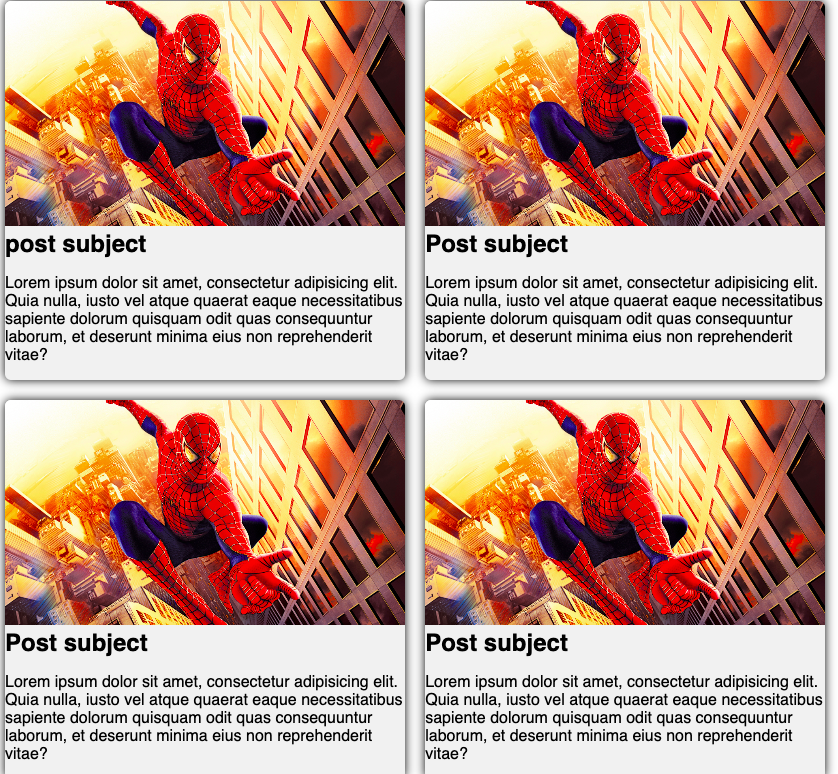 post subject
Lorem ipsum dolor sit amet, consectetur adipisicing elit.
Quia nulla, iusto vel atque quaerat eaque necessitatibus
sapiente dolorum quisquam odit quas consequuntur
laborum, et deserunt minima eius non reprehenderit
vitae?
Post subject
Lorem ipsum dolor sit amet, consectetur adipisicing elit.
Quia nulla, iusto vel atque quaerat eaque necessitatibus
sapiente dolorum quisquam odit quas consequuntur
laborum, et deserunt minima eius non reprehenderit
vitae?
Post subject
Lorem ipsum dolor sit amet, consectetur adipisicing elit.
Quia nulla, iusto vel atque quaerat eaque necessitatibus
sapiente dolorum quisquam odit quas consequuntur
laborum, et deserunt minima eius non reprehenderit
vitae?
Post subject
Lorem ipsum dolor sit amet, consectetur adipisicing elit.
Quia nulla, iusto vel atque quaerat eaque necessitatibus
sapiente dolorum quisquam odit quas consequuntur
laborum, et deserunt minima eius non reprehenderit
vitae?